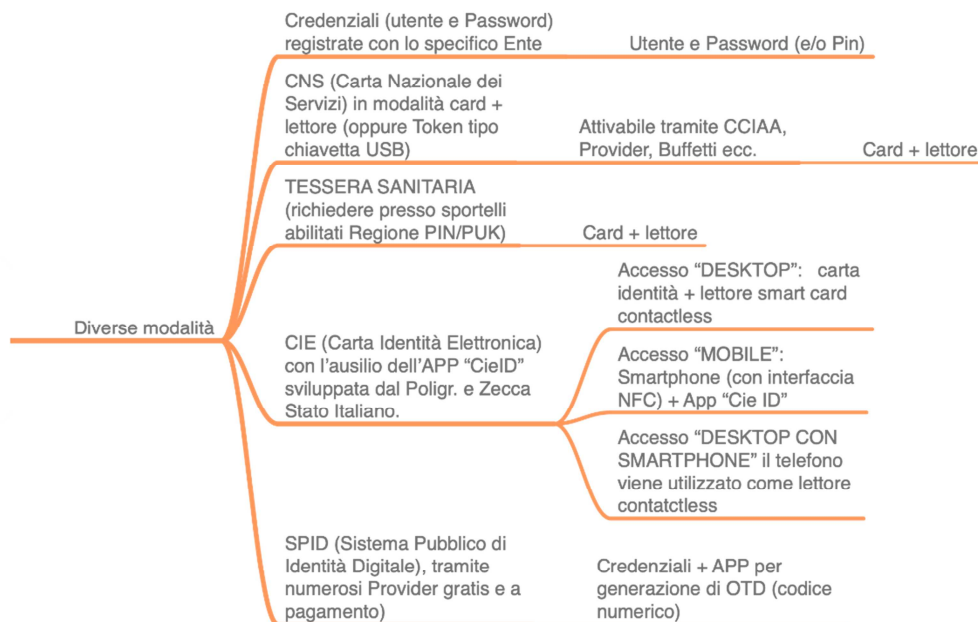 Diverse modalità
Credenziali (utente e Password)
registrate con lo specifico Ente
Utente e Password (e/o Pin)
CNS (Carta Nazionale dei
Servizi) in modalità card +
lettore (oppure Token tipo
chiavetta USB)
Attivabile tramite CCIAA,
Provider, Buffetti ecc.
Card + lettore
TESSERA SANITARIA
(richiedere presso sportelli
abilitati Regione PIN/PUK)
Card + lettore
CIE (Carta Identità Elettronica)
con l'ausilio dell'APP “CieID”
sviluppata dal Poligr. e Zecca
Stato Italiano.
Accesso “DESKTOP”: carta
identità + lettore smart card
contactless
Accesso “MOBILE”:
Smartphone (con interfaccia
NFC) + App “Cie ID”
Accesso “DESKTOP CON
SMARTPHONE” il telefono
viene utilizzato come lettore
contatctless
SPID (Sistema Pubblico di
Identità Digitale), tramite
numerosi Provider gratis e a
pagamento)
Credenziali + APP per
generazione di OTD (codice
numerico)